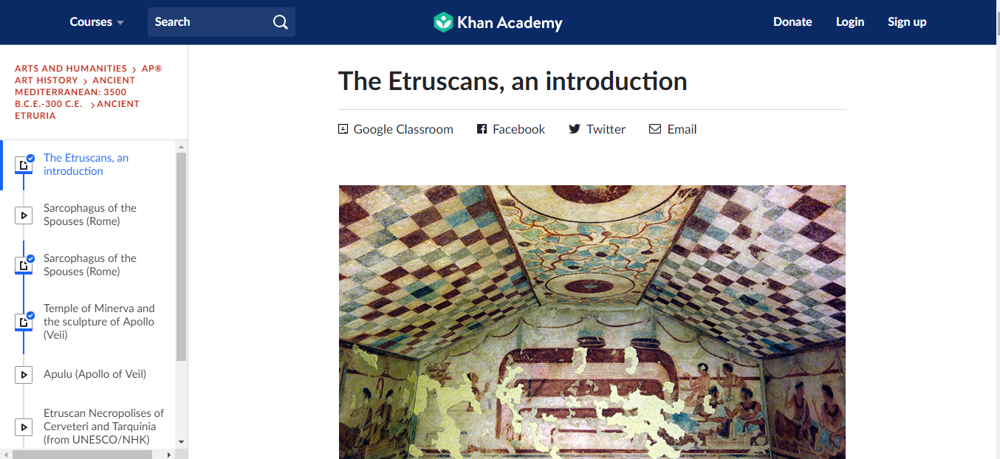 Courses
Search
Khan Academy
Donate
Login
Sign up
ARTS AND HUMANITIES > AP®
ART HISTORY > ANCIENT
MEDITERRANEAN: 3500
B.C.E.-300 C.E. > ANCIENT
ETRURIA
The Etruscans, an
introduction
Sarcophagus of the
Spouses (Rome)
Sarcophagus of the
Spouses (Rome)
Temple of Minerva and
the sculpture of Apollo
(Veii)
Apulu (Apollo of Veii)
Etruscan Necropolises of
Cerveteri and Tarquinia
(from UNESCO/NHK)
The Etruscans, an introduction
Google Classroom
Facebook
Twitter
Email